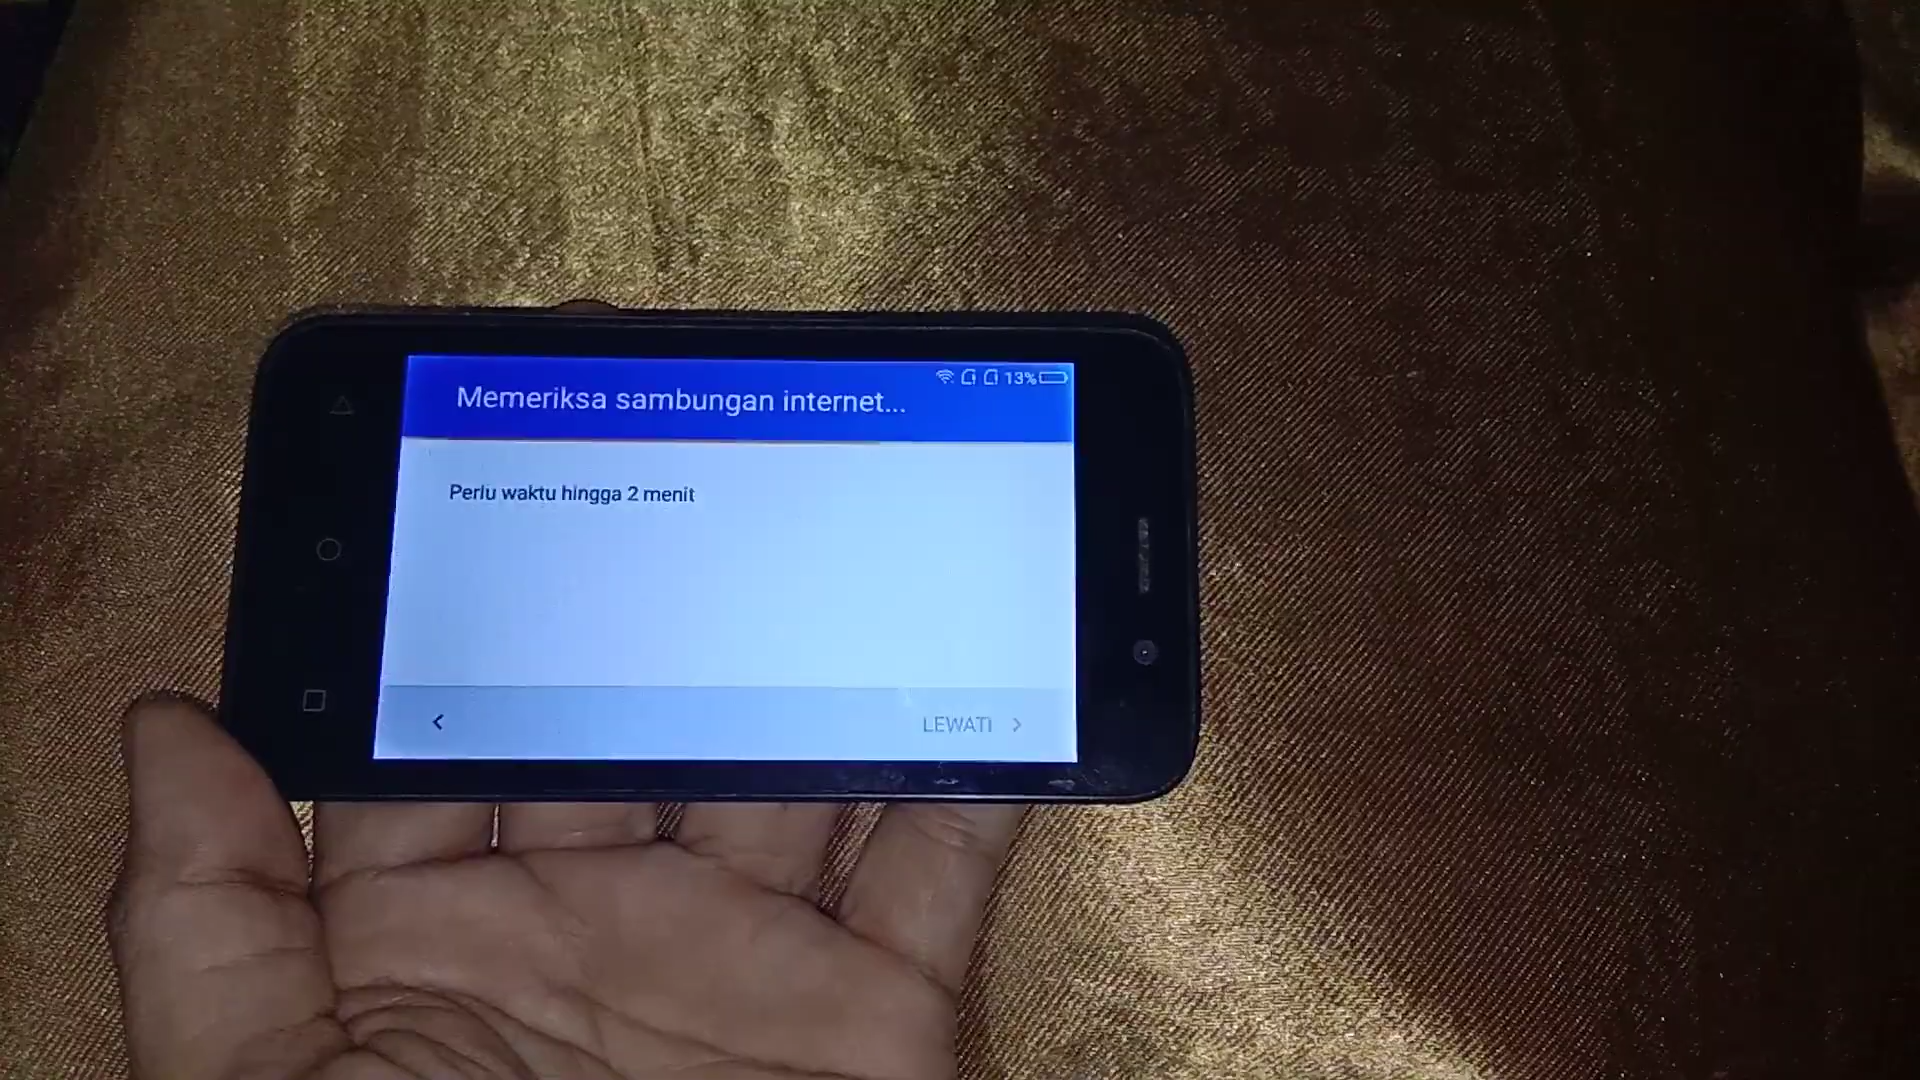 13%
Memeriksa sambungan internet...
Perlu waktu hingga 2 menit
LEWATI